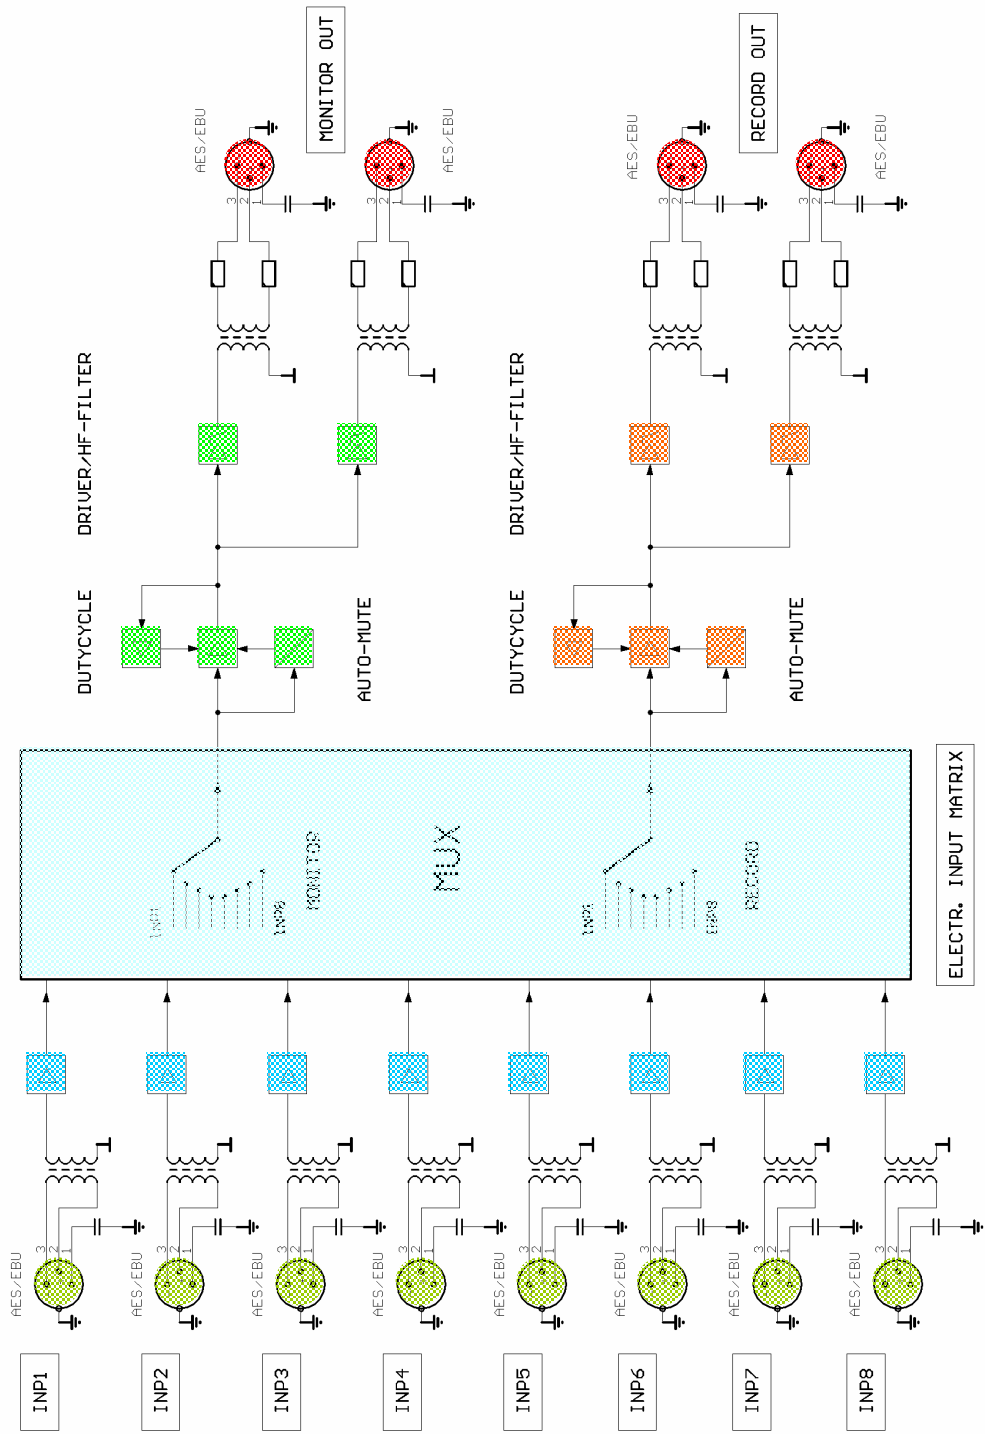 INP1
AES/EBU
3
2
1
INP2
AES/EBU
3
2
1
INP3
AES/EBU
3
2
1
INP4
AES/EBU
3
2
1
INP5
AES/EBU
3
2
1
INP6
AES/EBU
3
2
1
INP7
AES/EBU
3
2
1
INP8
AES/EBU
3
2
1
ELECTR. INPUT MATRIX
MUX
INP1
INP8
MONITOR
INP1
INP8
RECORD
DUTYCYCLE
AUTO-MUTE
DRIVER/HF-FILTER
AES/EBU
3
2
1
AES/EBU
3
2
1
MONITOR OUT
DUTYCYCLE
AUTO-MUTE
DRIVER/HF-FILTER
AES/EBU
3
2
1
AES/EBU
3
2
1
RECORD OUT